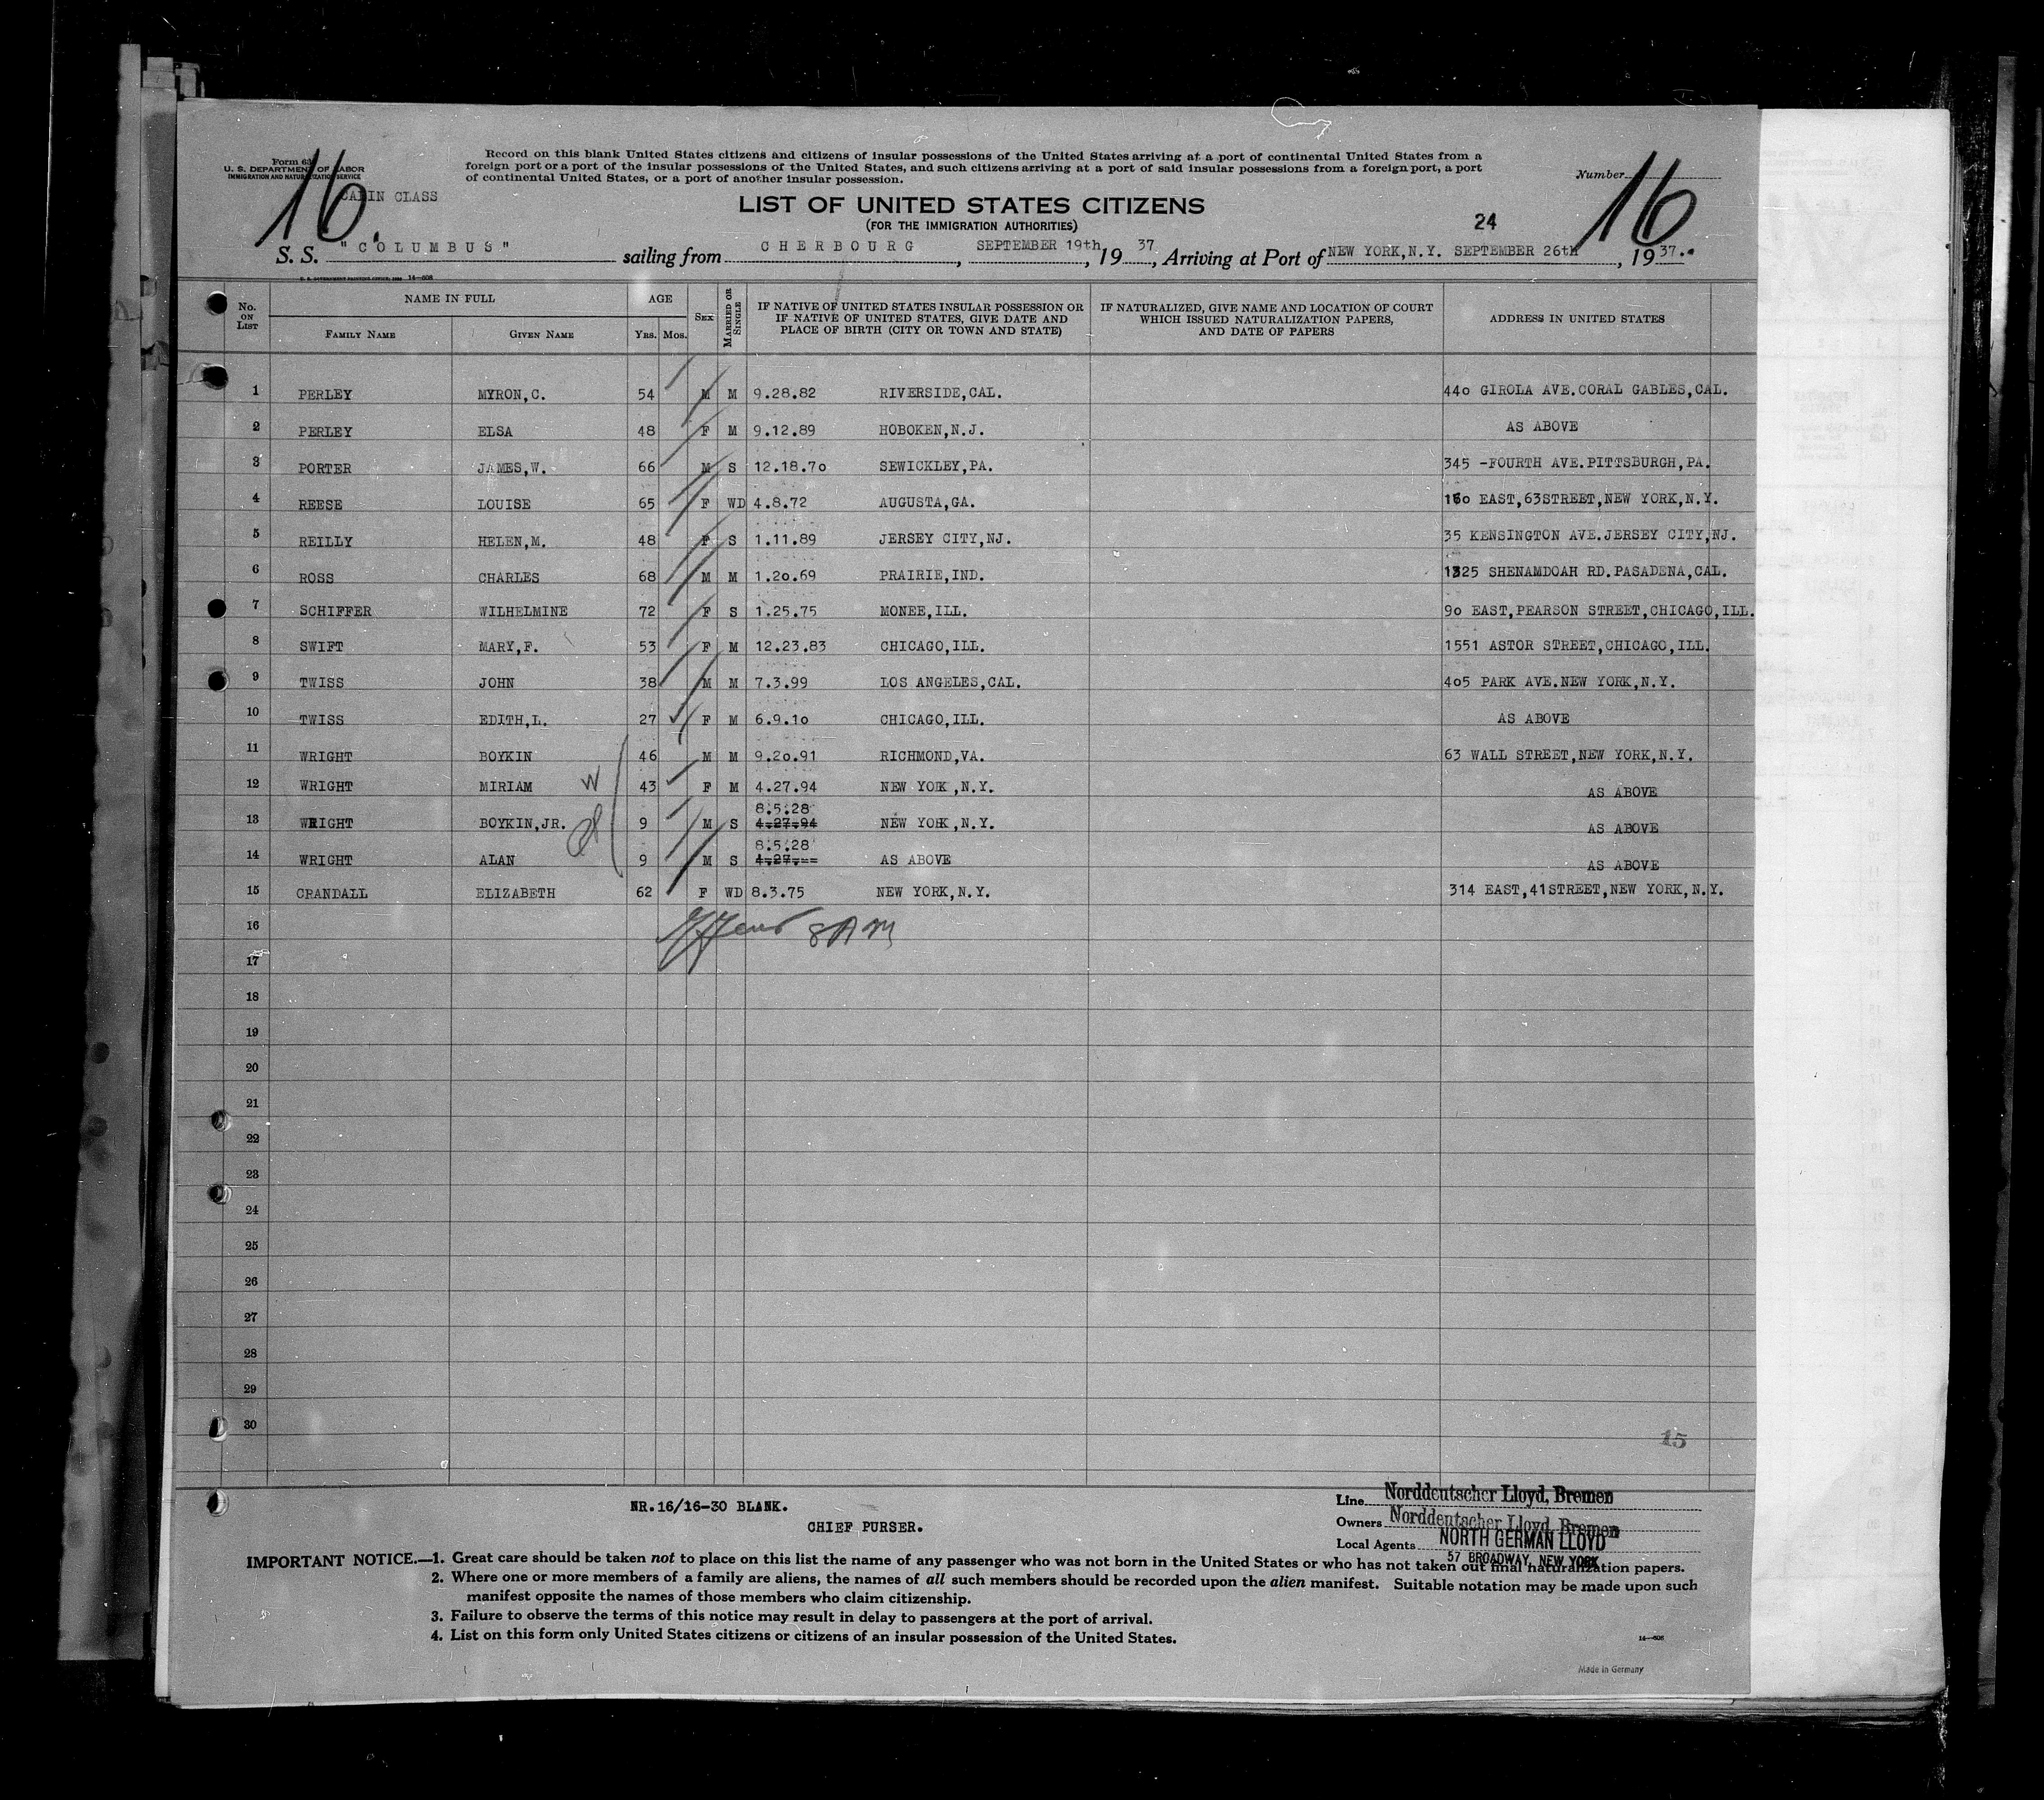 Form 63
U. S. DEPARTMENT OF LABOR
IMMIGRATION AND NATURALIZATION SERVICE
CABIN CLASS
Record on this blank United States citizens and citizens of insular possessions of the United States arriving at a port of continental United States from a
foreign port or a port of the insular possessions of the United States, and such citizens arriving at a port of said insular possessions from a foreign port, a port
of continental United States, or a port of another insular possession.
Number
16
16
LIST OF UNITED STATES CITIZENS
(FOR THE IMMIGRATION AUTHORITIES)
24
S. S. "COLUMBUS" sailing from CHERBOURG, SEPTEMBER 19th, 1937, Arriving at Port of NEW YORK,N.Y. SEPTEMBER 26th, 1937.
14—508
No. ON LIST NAME IN FULL AGE SEX MARRIED OR SINGLE IF NATIVE OF UNITED STATES INSULAR POSSESSION OR IF NATIVE OF UNITED STATES, GIVE DATE AND PLACE OF BIRTH (CITY OR TOWN AND STATE) IF NATURALIZED, GIVE NAME AND LOCATION OF COURT WHICH ISSUED NATURALIZATION PAPERS, AND DATE OF PAPERS ADDRESS IN UNITED STATES
FAMILY NAME GIVEN NAME Yrs. Mos.
1 PERLEY MYRON,C. 54 M M 9.28.82 RIVERSIDE,CAL. 440 GIROLA AVE.CORAL GABLES,CAL.
2 PERLEY ELSA 48 F M 9.12.89 HOBOKEN,N.J. AS ABOVE
3 PORTER JAMES,W. 66 M S 12.18.70 SEWICKLEY,PA. 345 -FOURTH AVE.PITTSBURGH,PA.
4 REESE LOUISE 65 F WD 4.8.72 AUGUSTA,GA. EAST,63STREET,NEW YORK,N.Y.
5 REILLY HELEN,M. 48 F S 1.11.89 JERSEY CITY,NJ. 35 KENSINGTON AVE.JERSEY CITY,NJ.
6 ROSS CHARLES 68 M M 1.20.69 PRAIRIE,IND. SHENAMDOAH RD.PASADENA,CAL.
7 SCHIFFER WILHELMINE 72 F S 1.25.75 MONEE,ILL. 90 EAST,PEARSON STREET,CHICAGO,ILL.
8 SWIFT MARY,F. 53 F M 12.23.83 CHICAGO,ILL. 1551 ASTOR STREET,CHICAGO,ILL.
9 TWISS JOHN 38 M M 7.3.99 LOS ANGELES,CAL. 405 PARK AVE.NEW YORK,N.Y.
10 TWISS EDITH,L. 27 F M 6.9.10 CHICAGO,ILL. AS ABOVE
11 WRIGHT BOYKIN 46 M M 9.20.91 RICHMOND,VA. 63 WALL STREET,NEW YORK,N.Y.
12 WRIGHT MIRIAM W 43 F M 4.27.94 NEW YORK,N.Y. AS ABOVE
8.5.28
13 WRIGHT BOYKIN,JR. 9 M S 4.27.94 NEW YORK,N.Y. AS ABOVE
8.5.28
14 WRIGHT ALAN 9 M S 4.27.-- AS ABOVE AS ABOVE
15 CRANDALL ELIZABETH 62 F WD 8.3.75 NEW YORK,N.Y. 314 EAST,41STREET,NEW YORK,N.Y.
16
17
18
19
20
21
22
23
24
25
26
27
28
29
30
15
NR.16/16-30 BLANK.
CHIEF PURSER.
Line Norddeutscher Lloyd, Bremen
Owners Norddeutscher Lloyd, Bremen
Local Agents NORTH GERMAN LLOYD
57 BROADWAY, NEW YORK
IMPORTANT NOTICE.—1. Great care should be taken not to place on this list the name of any passenger who was not born in the United States or who has not taken out final naturalization papers.
2. Where one or more members of a family are aliens, the names of all such members should be recorded upon the alien manifest. Suitable notation may be made upon such
manifest opposite the names of those members who claim citizenship.
3. Failure to observe the terms of this notice may result in delay to passengers at the port of arrival.
4. List on this form only United States citizens or citizens of an insular possession of the United States.
14—508
Made in Germany